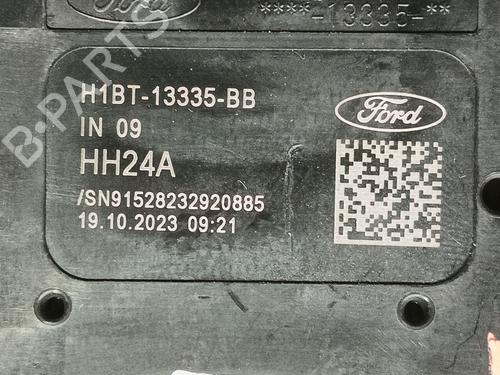 ****-13335-**
H1BT-13335-BB
Ford
IN 09
HH24A
/SN91528232920885
19.10.2023 09:21
B-PARTS